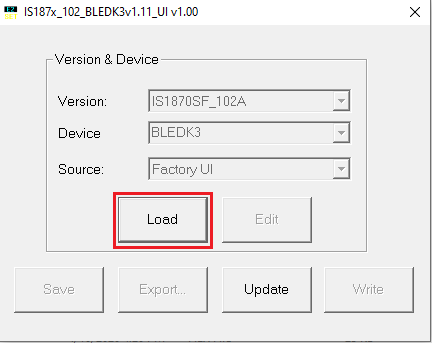 IS187x_102_BLEDK3v1.11_UI v1.00
Version & Device
Version: IS1870SF_102A
Device BLEDK3
Source: Factory UI
Load Edit
Save Export... Update Write